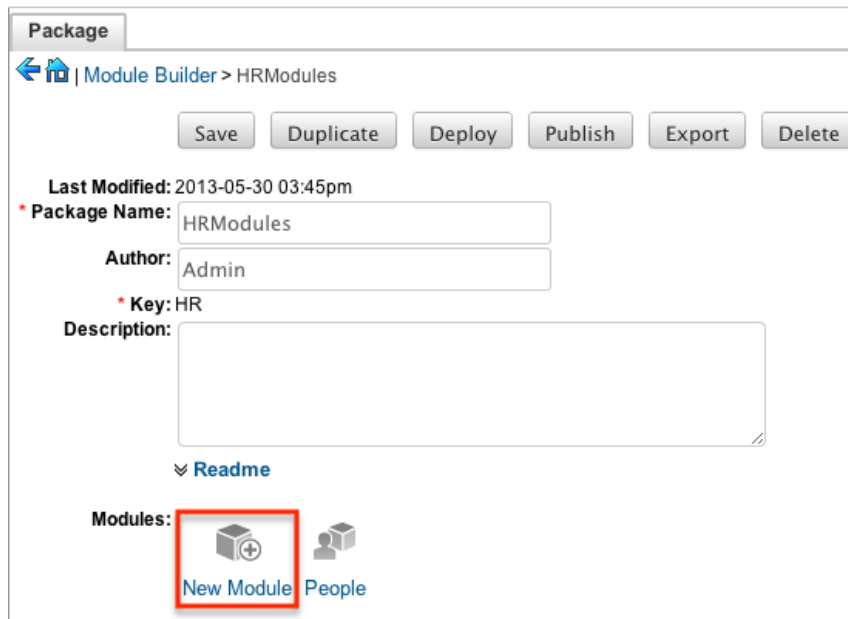 Package
| Module Builder > HRModules
Save Duplicate Deploy Publish Export Delete
Last Modified: 2013-05-30 03:45pm
* Package Name: HRModules
Author: Admin
* Key: HR
Description:
Readme
Modules:
New Module People